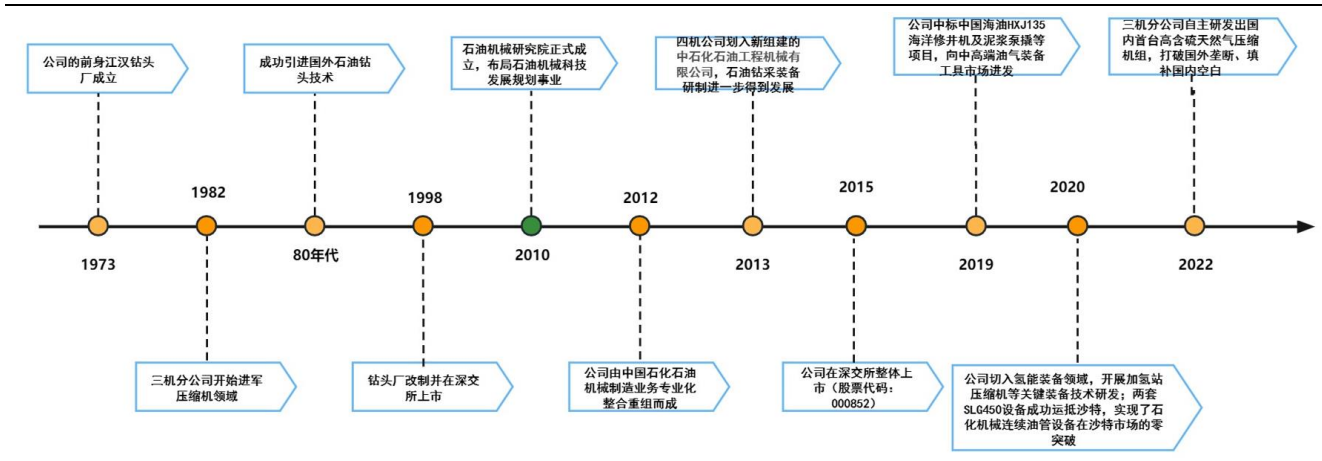 公司的前身江汉钻头
厂成立
成功引进国外石油钻
头技术
石油机械研究院正式成
立，布局石油机械科技
发展规划事业
四机公司划入新组建的
中石化石油工程机械有
限公司，石油钻采装备
研制进一步得到发展
公司中标中国海油HXJ135
海洋修井机及泥浆泵撬等
项目，向中高端油气装备
工具市场进发
三机分公司自主研发出国
内首台高含硫天然气压缩
机组，打破国外垄断、填
补国内空白
1982
1998
2012
2015
2020
1973
80年代
2010
2013
2019
2022
三机分公司开始进军
压缩机领域
钻头厂改制并在深交
所上市
公司由中国石化石油
机械制造业务专业化
整合重组而成
公司在深交所整体上
市（股票代码：
000852）
公司切入氢能装备领域，开展加氢站
压缩机等关键装备技术研发；两套
SLG450设备成功运抵沙特，实现了石
化机械连续油管设备在沙特市场的零
突破